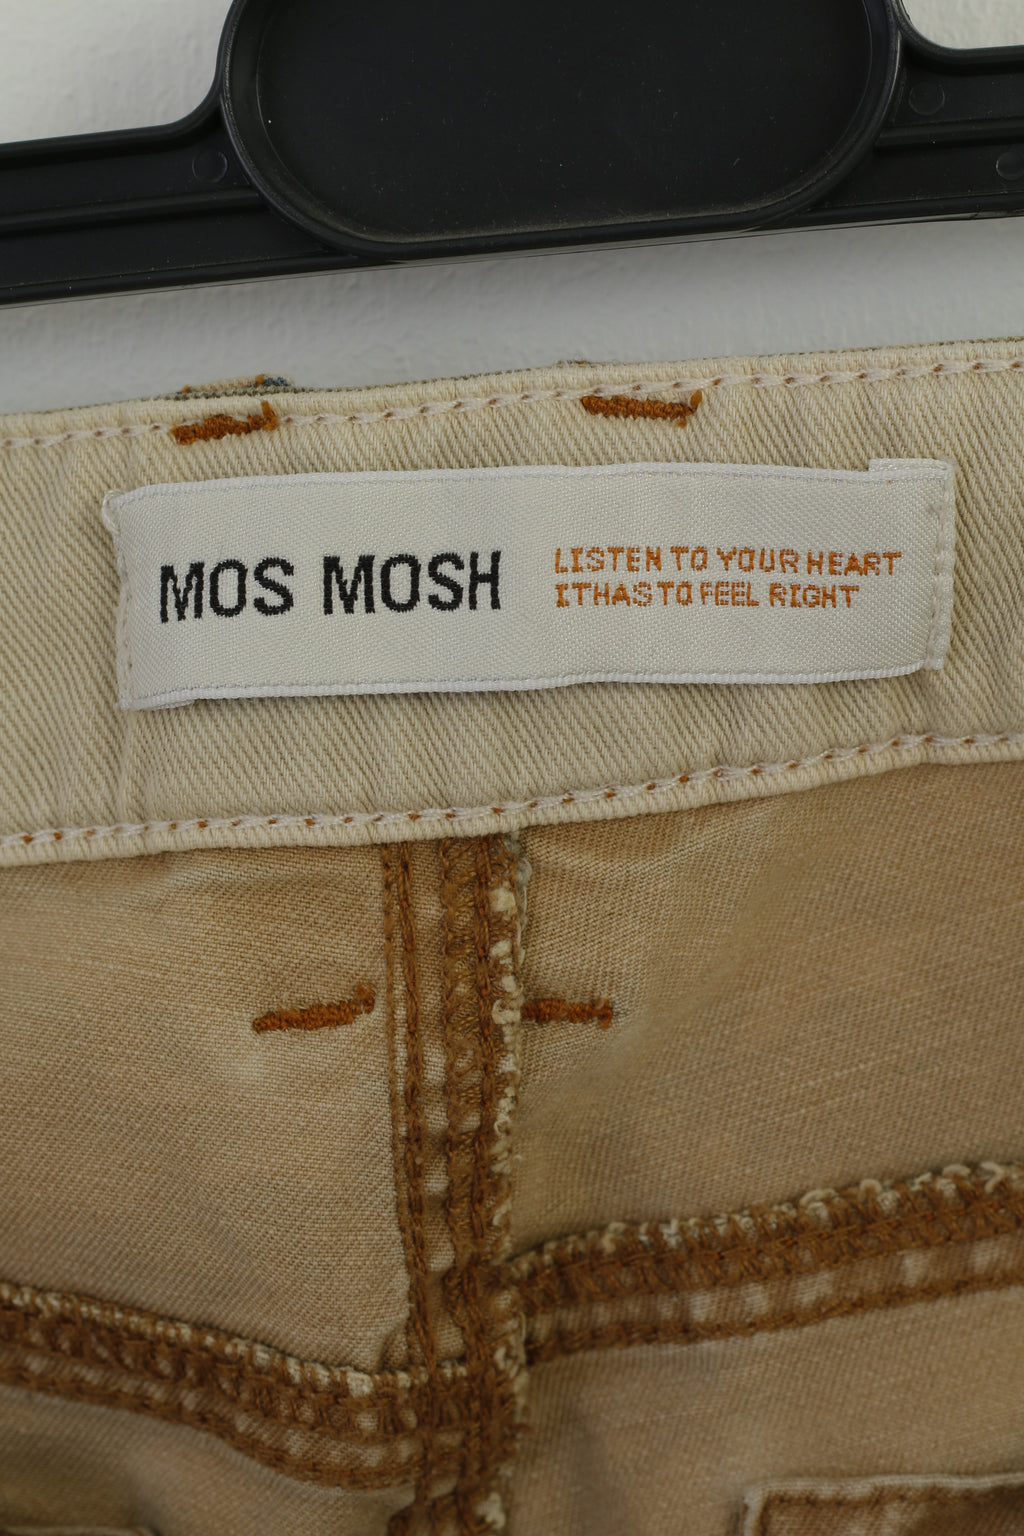 MOS MOSH
LISTEN TO YOUR HEART
IT HAS TO FEEL RIGHT